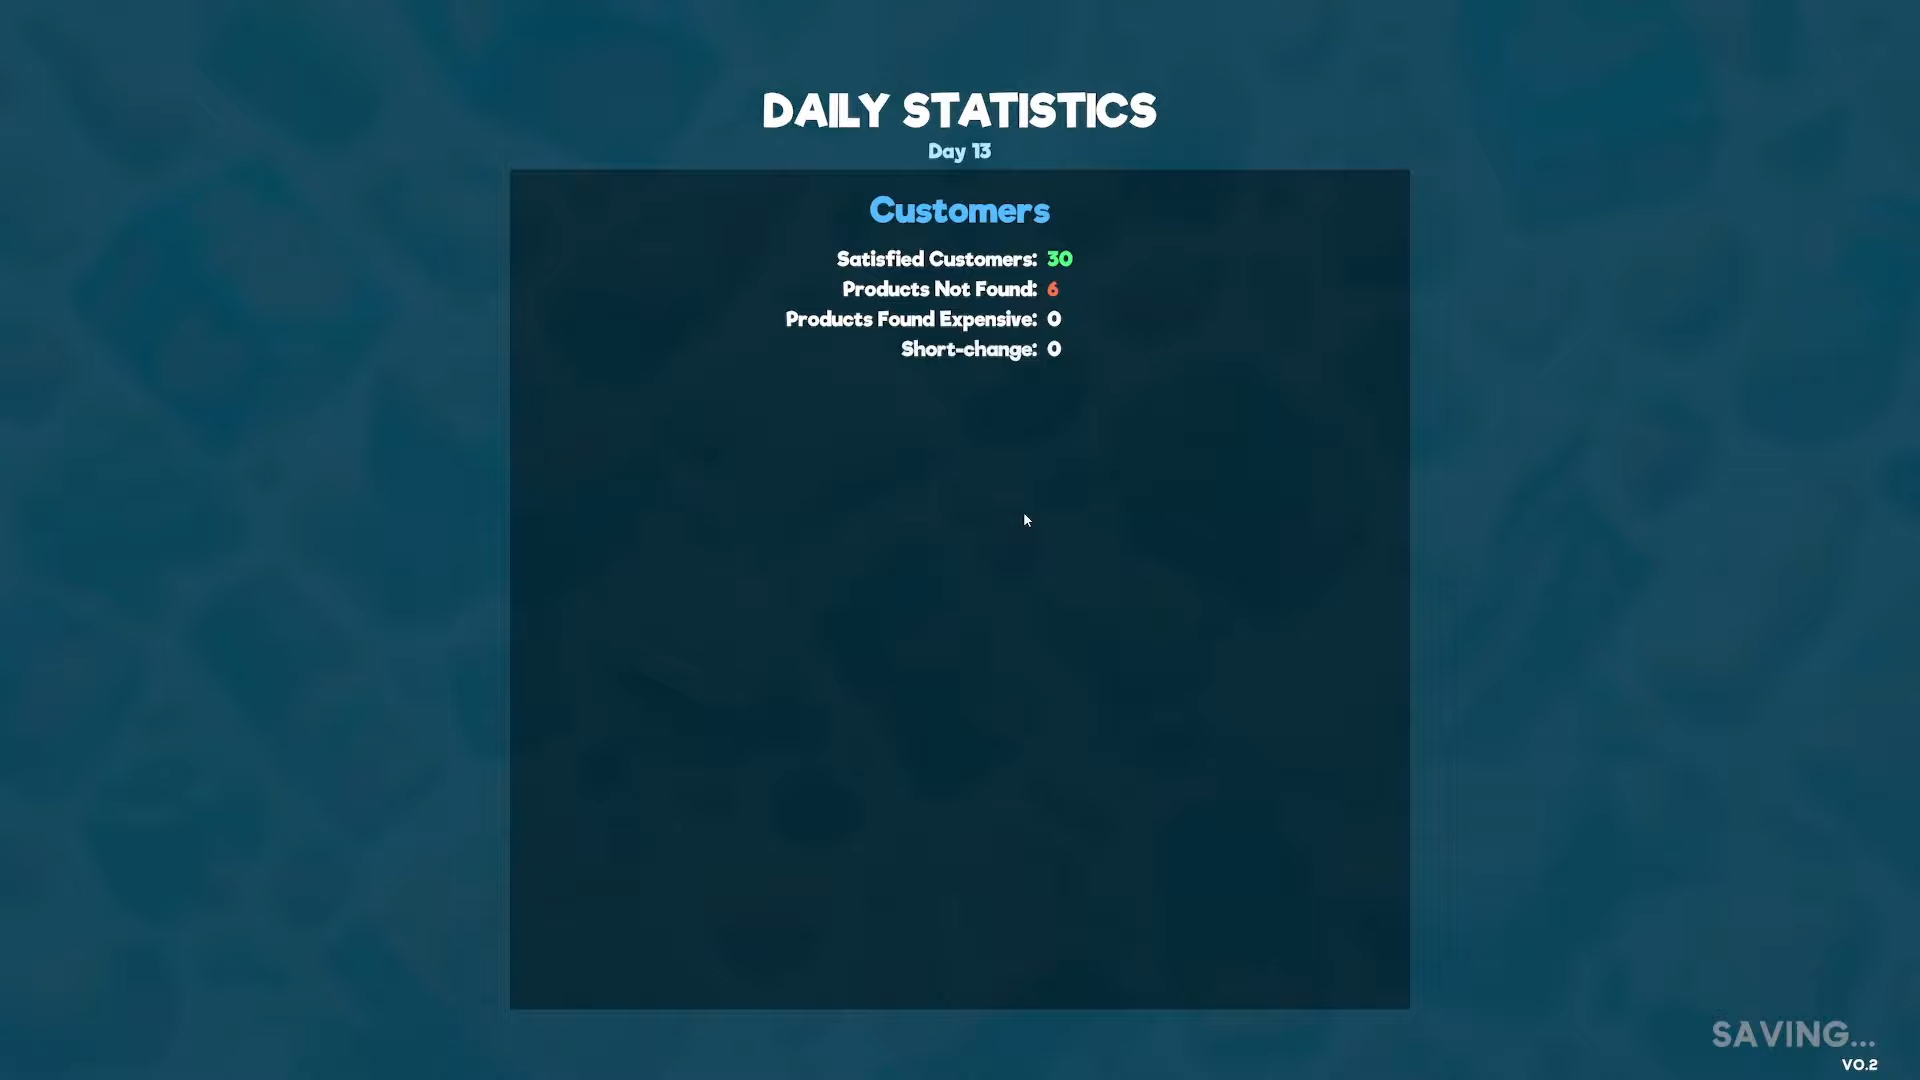 DAILY STATISTICS
Day 13
Customers
Satisfied Customers: 30
Products Not Found: 6
Products Found Expensive: 0
Short-change: 0
SAVING...
V0.2